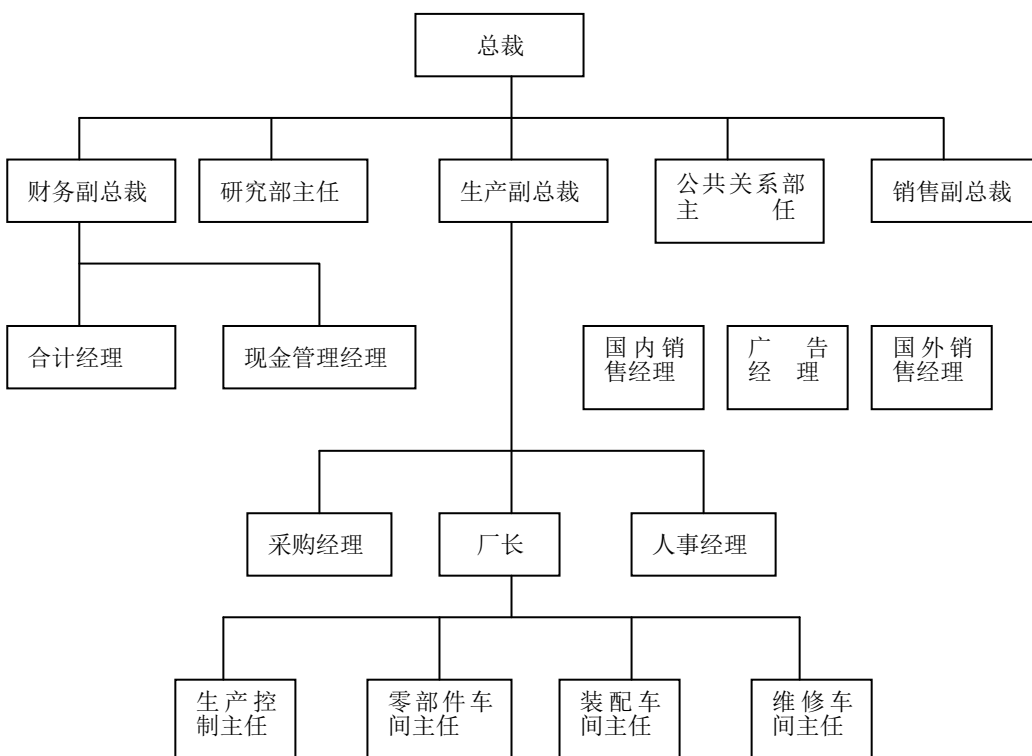 总裁
财务副总裁
研究部主任
生产副总裁
公共关系部
主 任
销售副总裁
合计经理
现金管理经理
国内销
售经理
广 告
经 理
国外销
售经理
采购经理
厂长
人事经理
生产控
制主任
零部件车
间主任
装配车
间主任
维修车
间主任